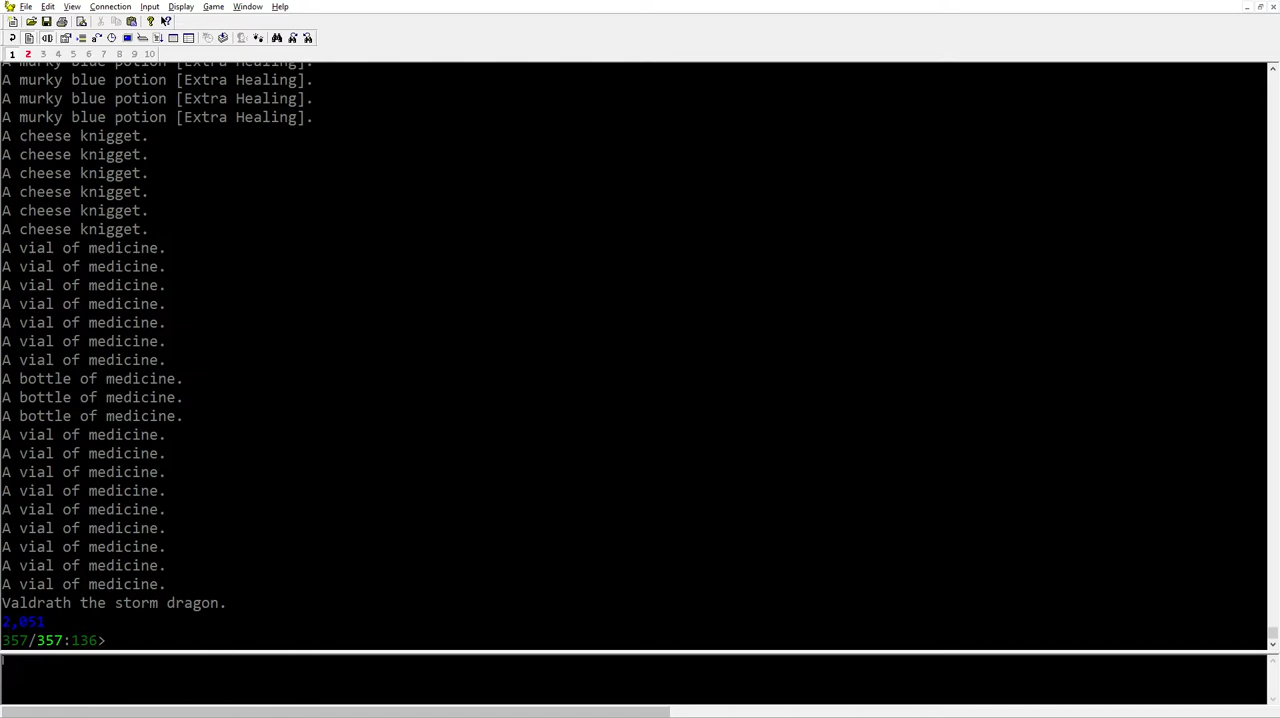 File Edit View Connection Input Display Game Window Help
1 2 3 4 5 6 7 8 9 10
A murky blue potion [Extra Healing].
A murky blue potion [Extra Healing].
A murky blue potion [Extra Healing].
A murky blue potion [Extra Healing].
A cheese knigget.
A cheese knigget.
A cheese knigget.
A cheese knigget.
A cheese knigget.
A cheese knigget.
A vial of medicine.
A vial of medicine.
A vial of medicine.
A vial of medicine.
A vial of medicine.
A vial of medicine.
A vial of medicine.
A bottle of medicine.
A bottle of medicine.
A bottle of medicine.
A vial of medicine.
A vial of medicine.
A vial of medicine.
A vial of medicine.
A vial of medicine.
A vial of medicine.
A vial of medicine.
A vial of medicine.
A vial of medicine.
Valdrath the storm dragon.
2,051
357/357:136>